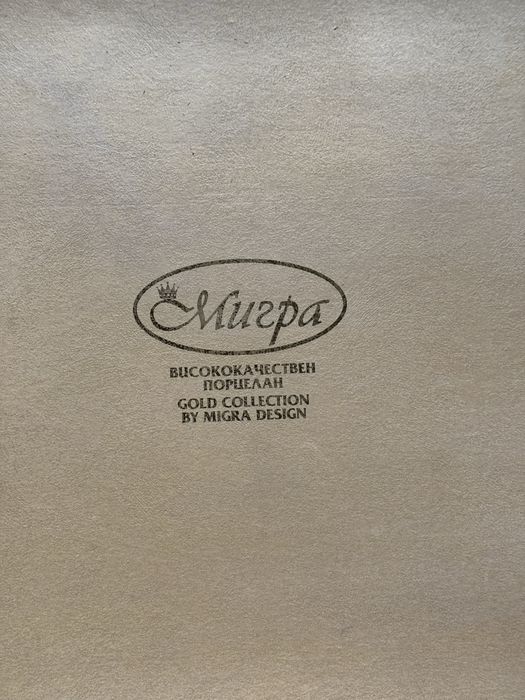 Мигра
ВИСОКОКАЧЕСТВЕН
ПОРЦЕЛАН
GOLD COLLECTION
BY MIGRA DESIGN